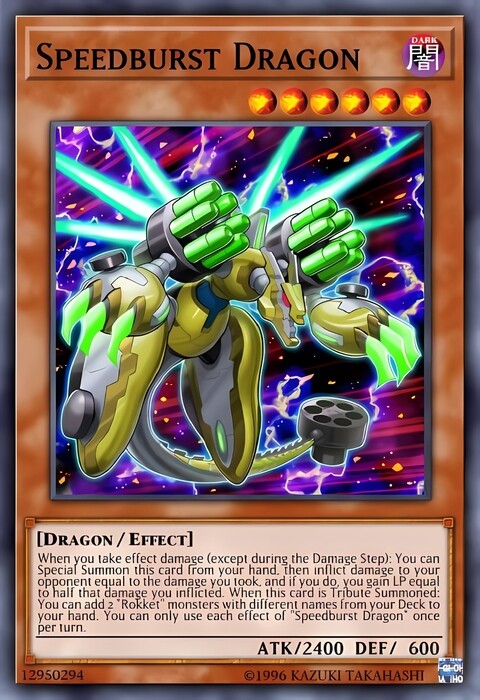 SPEEDBURST DRAGON
DARK
闇
[DRAGON / EFFECT]
When you take effect damage (except during the Damage Step): You can
Special Summon this card from your hand, then inflict damage to your
opponent equal to the damage you took, and if you do, you gain LP equal
to half that damage you inflicted. When this card is Tribute Summoned:
You can add 2 "Rokket" monsters with different names from your Deck to
your hand. You can only use each effect of "Speedburst Dragon" once
per turn.
ATK/2400 DEF/ 600
12950294
©1996 KAZUKI TAKAHASHI